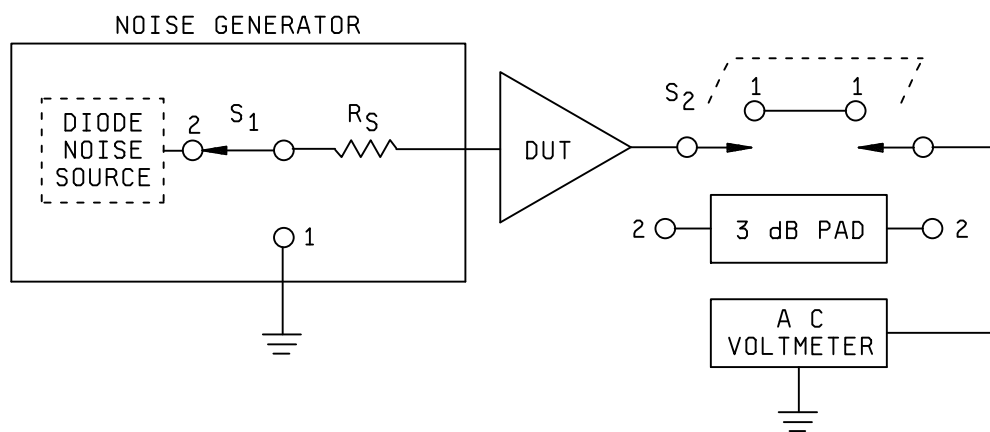 NOISE GENERATOR
DIODE
NOISE
SOURCE
2
S1
RS
1
DUT
S2
1
1
2
3 dB PAD
2
A C
VOLTMETER